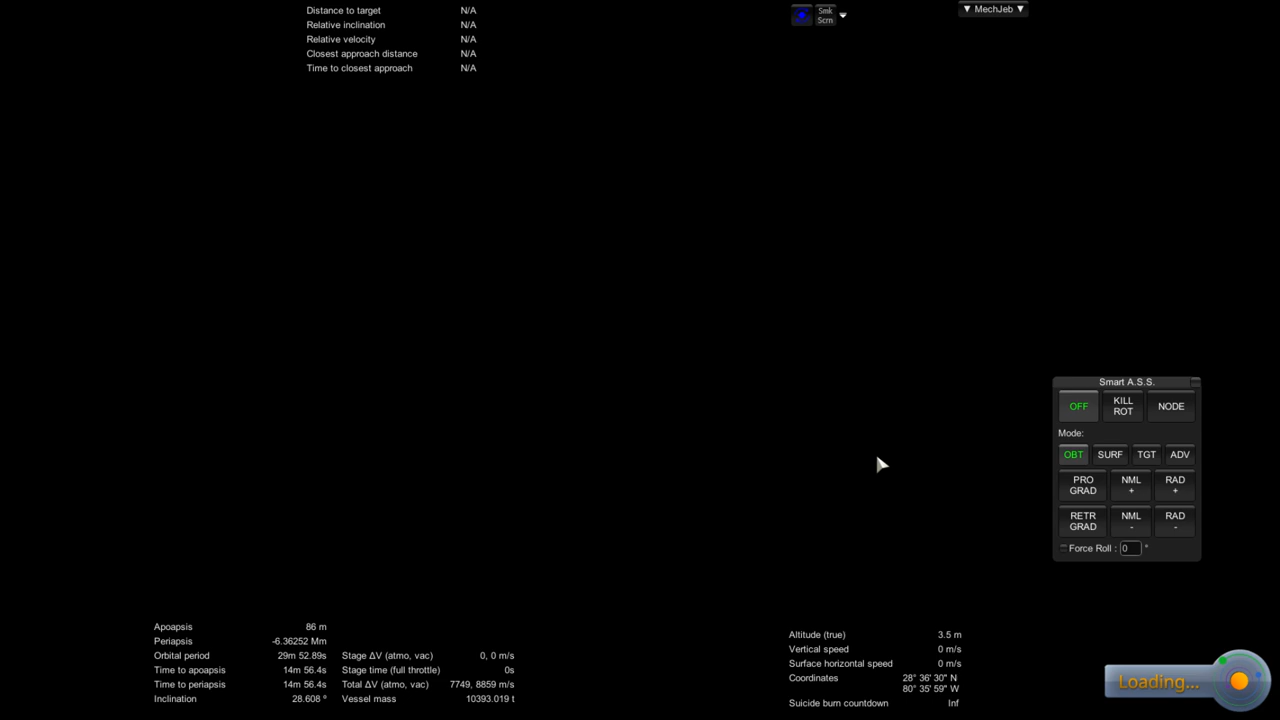 Distance to target N/A
Relative inclination N/A
Relative velocity N/A
Closest approach distance N/A
Time to closest approach N/A
Smk
Scrn
▼ MechJeb ▼
Smart A.S.S.
OFF KILL ROT NODE
Mode:
OBT SURF TGT ADV
PRO GRAD NML + RAD +
RETR GRAD NML - RAD -
Force Roll : 0 °
Apoapsis 86 m
Periapsis -6.36252 Mm
Orbital period 29m 52.89s
Time to apoapsis 14m 56.4s
Time to periapsis 14m 56.4s
Inclination 28.608 º
Stage ΔV (atmo, vac) 0, 0 m/s
Stage time (full throttle) 0s
Total ΔV (atmo, vac) 7749, 8859 m/s
Vessel mass 10393.019 t
Altitude (true) 3.5 m
Vertical speed 0 m/s
Surface horizontal speed 0 m/s
Coordinates 28° 36' 30" N
80° 35' 59" W
Suicide burn countdown Inf
Loading...